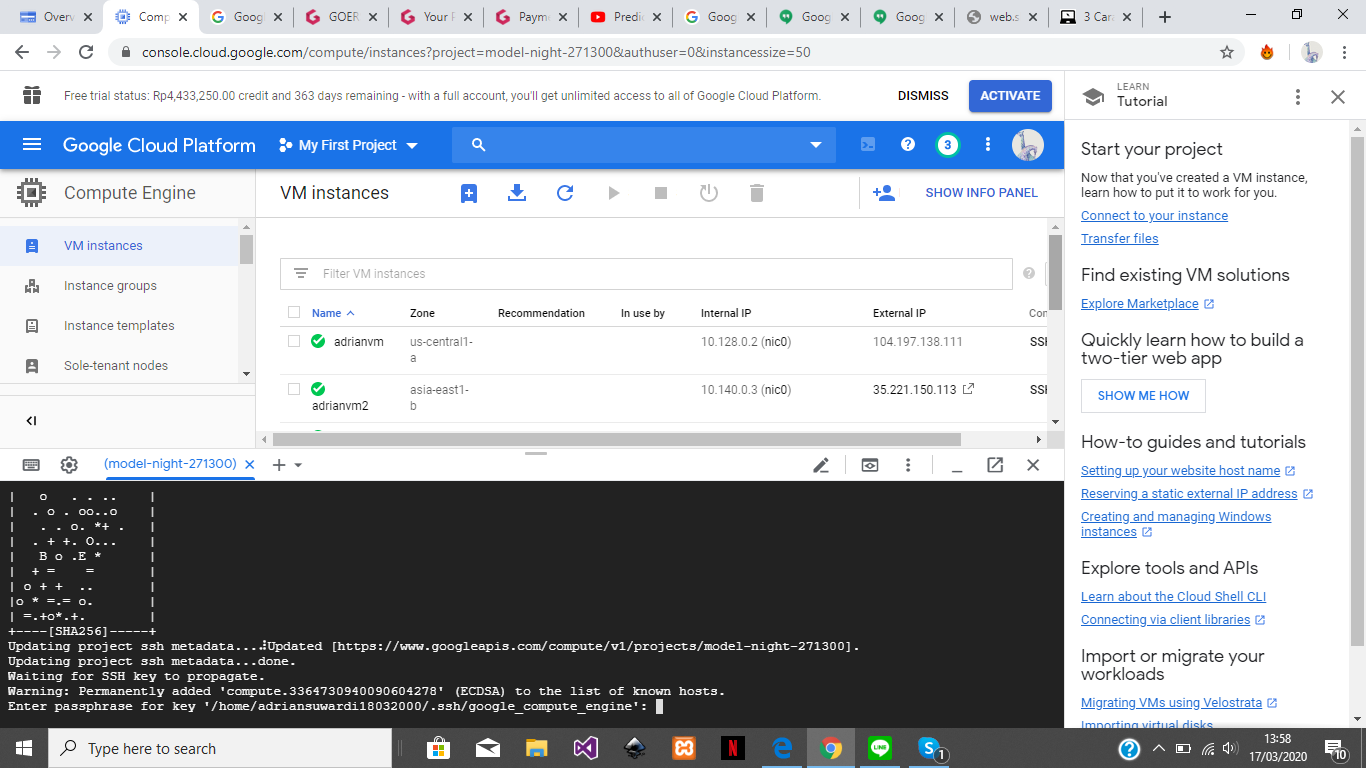 Overv
Comp
Goog
GOER
Your F
Paym
Predi
Goog
Goog
Goog
web.s
3 Cara
console.cloud.google.com/compute/instances?project=model-night-271300&authuser=0&instancessize=50
Free trial status: Rp4,433,250.00 credit and 363 days remaining - with a full account, you'll get unlimited access to all of Google Cloud Platform.
DISMISS
ACTIVATE
Google Cloud Platform
My First Project
3
Compute Engine
VM instances
SHOW INFO PANEL
VM instances
Instance groups
Instance templates
Sole-tenant nodes
Filter VM instances
Name Zone Recommendation In use by Internal IP External IP Con
adrianvm us-central1-a 10.128.0.2 (nic0) 104.197.138.111 SSH
adrianvm2 asia-east1-b 10.140.0.3 (nic0) 35.221.150.113 SSH
(model-night-271300)
| o . . .. |
| . o . oo..o |
| . . o. *+ . |
| . + +. O... |
| B o .E * |
| + = = |
| o + + .. |
|o * =.= o. |
| =.+o*.+. |
+----[SHA256]-----+
Updating project ssh metadata...⠼Updated [https://www.googleapis.com/compute/v1/projects/model-night-271300].
Updating project ssh metadata...done.
Waiting for SSH key to propagate.
Warning: Permanently added 'compute.3364730940090604278' (ECDSA) to the list of known hosts.
Enter passphrase for key '/home/adriansuwardi18032000/.ssh/google_compute_engine':
LEARN
Tutorial
Start your project
Now that you've created a VM instance,
learn how to put it to work for you.
Connect to your instance
Transfer files
Find existing VM solutions
Explore Marketplace
Quickly learn how to build a
two-tier web app
SHOW ME HOW
How-to guides and tutorials
Setting up your website host name
Reserving a static external IP address
Creating and managing Windows
instances
Explore tools and APIs
Learn about the Cloud Shell CLI
Connecting via client libraries
Import or migrate your
workloads
Migrating VMs using Velostrata
Importing virtual disks
Type here to search
13:58
17/03/2020
10